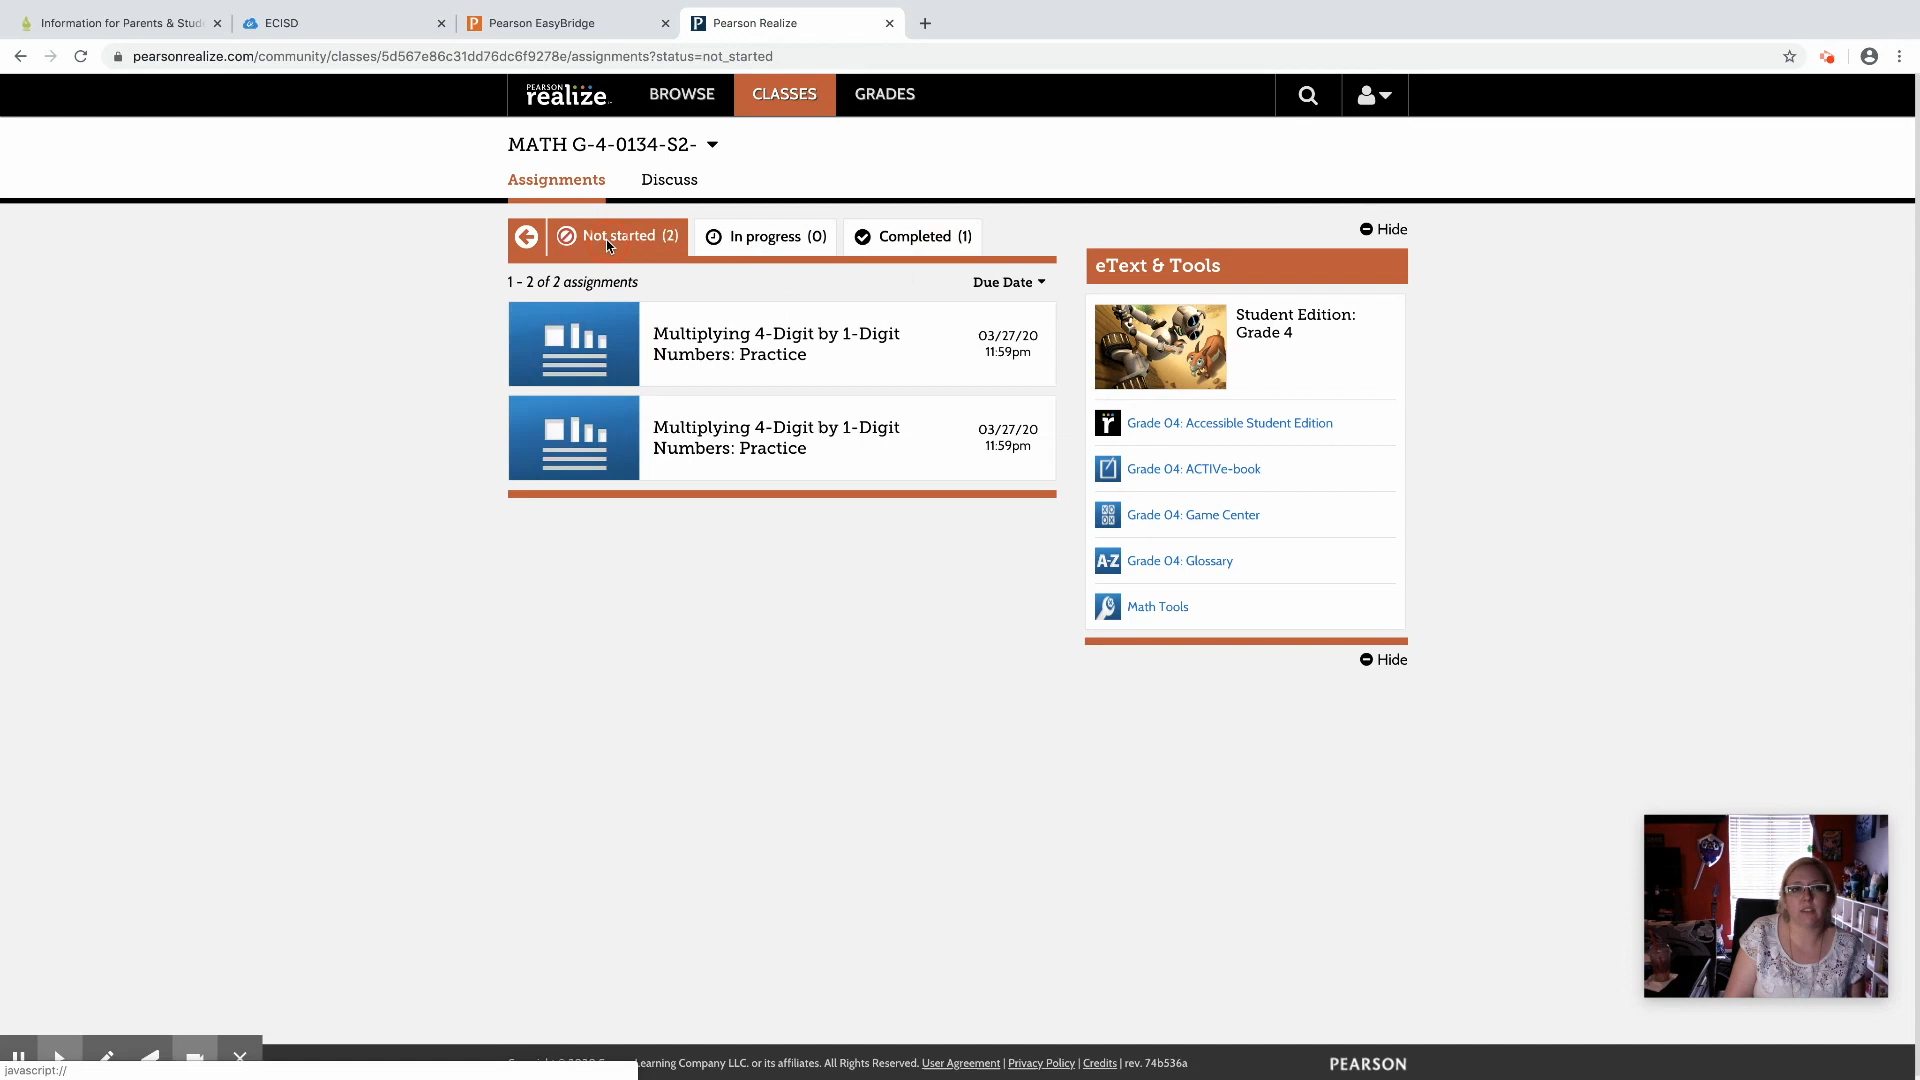 Information for Parents & Stud
ECISD
Pearson EasyBridge
Pearson Realize
pearsonrealize.com/community/classes/5d567e86c31dd76dc6f9278e/assignments?status=not_started
PEARSON
realize
BROWSE
CLASSES
GRADES
MATH G-4-0134-S2-
Assignments
Discuss
Not started (2)
In progress (0)
Completed (1)
Hide
1 - 2 of 2 assignments
Due Date
eText & Tools
Multiplying 4-Digit by 1-Digit
Numbers: Practice
03/27/20
11:59pm
Student Edition:
Grade 4
Multiplying 4-Digit by 1-Digit
Numbers: Practice
03/27/20
11:59pm
Grade 04: Accessible Student Edition
Grade 04: ACTIVe-book
Grade 04: Game Center
A-Z Grade 04: Glossary
Math Tools
Hide
Learning Company LLC. or its affiliates. All Rights Reserved. User Agreement | Privacy Policy | Credits | rev. 74b536a
PEARSON
javascript://